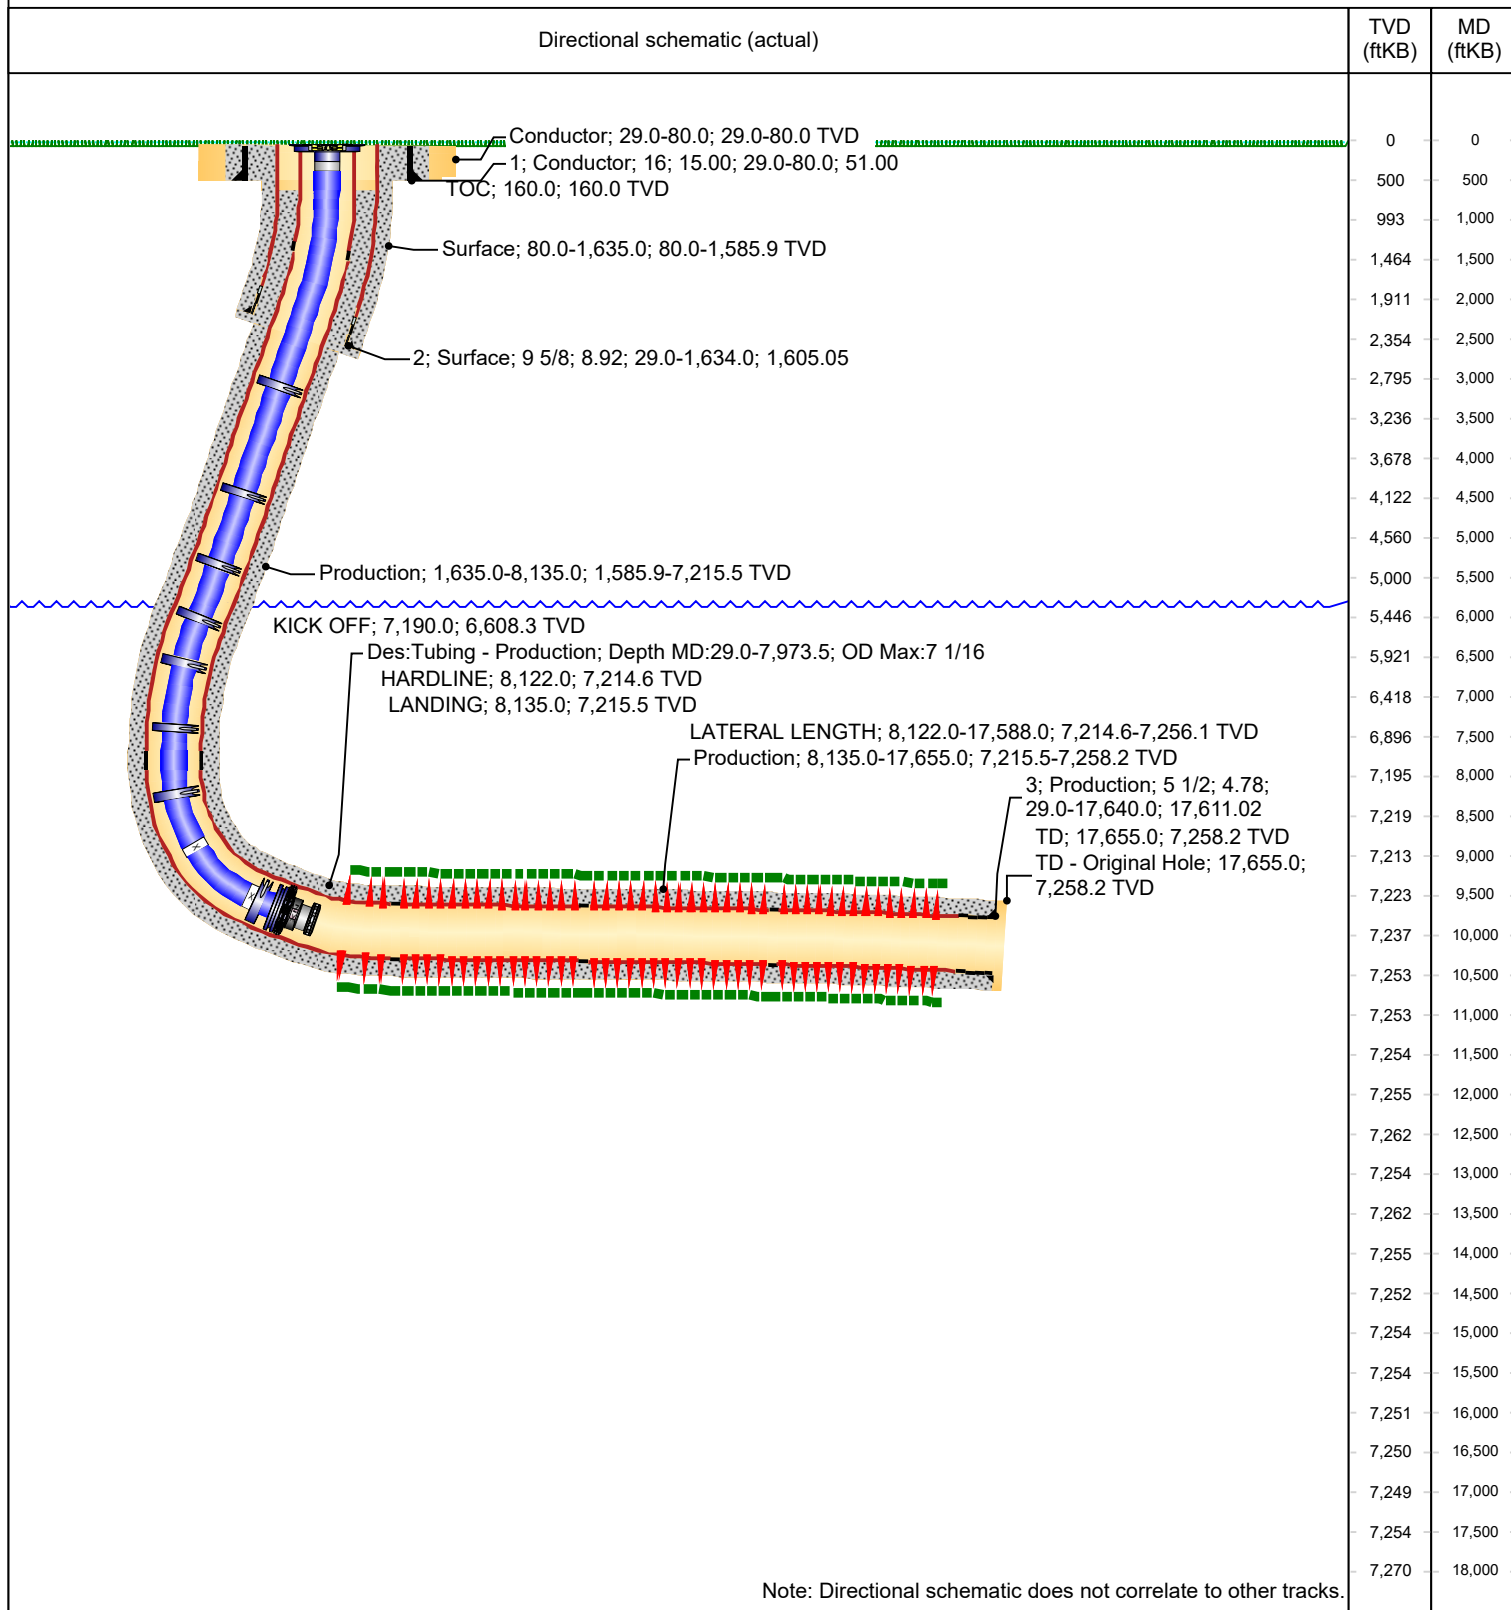 Directional schematic (actual)
TVD (ftKB)
MD (ftKB)
Conductor; 29.0-80.0; 29.0-80.0 TVD
1; Conductor; 16; 15.00; 29.0-80.0; 51.00
TOC; 160.0; 160.0 TVD
Surface; 80.0-1,635.0; 80.0-1,585.9 TVD
2; Surface; 9 5/8; 8.92; 29.0-1,634.0; 1,605.05
Production; 1,635.0-8,135.0; 1,585.9-7,215.5 TVD
KICK OFF; 7,190.0; 6,608.3 TVD
Des:Tubing - Production; Depth MD:29.0-7,973.5; OD Max:7 1/16
HARDLINE; 8,122.0; 7,214.6 TVD
LANDING; 8,135.0; 7,215.5 TVD
LATERAL LENGTH; 8,122.0-17,588.0; 7,214.6-7,256.1 TVD
Production; 8,135.0-17,655.0; 7,215.5-7,258.2 TVD
3; Production; 5 1/2; 4.78;
29.0-17,640.0; 17,611.02
TD; 17,655.0; 7,258.2 TVD
TD - Original Hole; 17,655.0;
7,258.2 TVD
0 0
500 500
993 1,000
1,464 1,500
1,911 2,000
2,354 2,500
2,795 3,000
3,236 3,500
3,678 4,000
4,122 4,500
4,560 5,000
5,000 5,500
5,446 6,000
5,921 6,500
6,418 7,000
6,896 7,500
7,195 8,000
7,219 8,500
7,213 9,000
7,223 9,500
7,237 10,000
7,253 10,500
7,253 11,000
7,254 11,500
7,255 12,000
7,262 12,500
7,254 13,000
7,262 13,500
7,255 14,000
7,252 14,500
7,254 15,000
7,254 15,500
7,251 16,000
7,250 16,500
7,249 17,000
7,254 17,500
7,270 18,000
Note: Directional schematic does not correlate to other tracks.